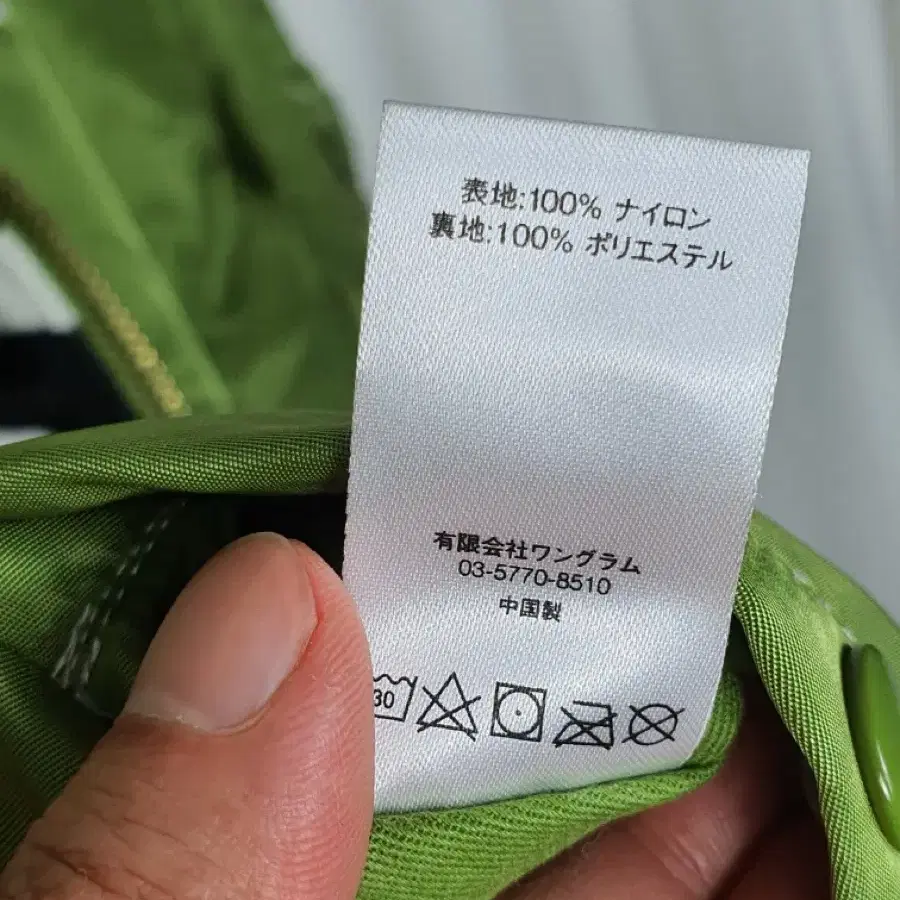 表地:100% ナイロン
裏地:100% ポリエステル
有限会社ワングラム
03-5770-8510
中国製
30